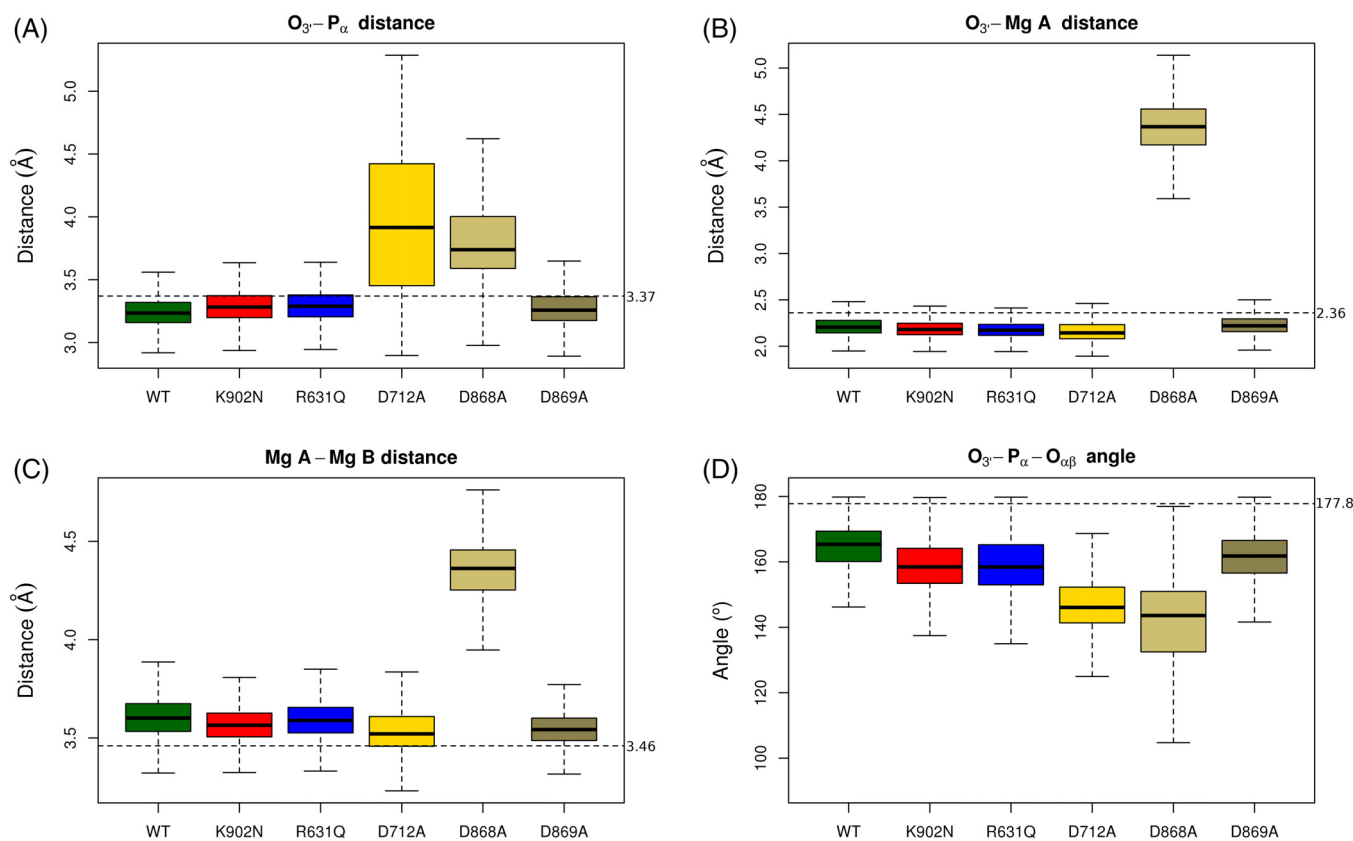 (A)
O3'− Pα distance
Distance (Å)
5.0
4.5
4.0
3.5
3.0
3.37
WT K902N R631Q D712A D868A D869A
(B)
O3'− Mg A distance
Distance (Å)
5.0
4.5
4.0
3.5
3.0
2.5
2.0
2.36
WT K902N R631Q D712A D868A D869A
(C)
Mg A − Mg B distance
Distance (Å)
4.5
4.0
3.5
3.46
WT K902N R631Q D712A D868A D869A
(D)
O3'− Pα − Oαβ angle
Angle (º)
180
160
140
120
100
177.8
WT K902N R631Q D712A D868A D869A